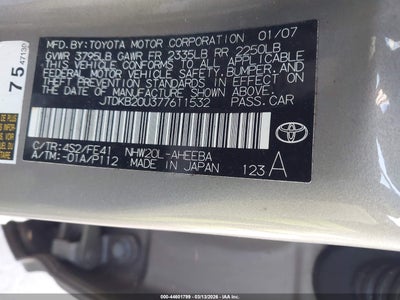 MFD. BY: TOYOTA MOTOR CORPORATION 01/07
GVWR 3795LB GAWR FR 2335LB RR 2250LB
THIS VEHICLE CONFORMS TO ALL APPLICABLE
FEDERAL MOTOR VEHICLE SAFETY, BUMPER, AND
THEFT PREVENTION STANDARDS IN EFFECT ON
THE DATE OF MANUFACTURE SHOWN ABOVE.
JTDKB20U377611532 PASS. CAR
C/TR: 4S2/FE41 NHW20L-AHEEBA
A/TM: -01A/P112 MADE IN JAPAN 123 A
TOYOTA
75
47130
000-44601799 - 03/13/2026 - IAA